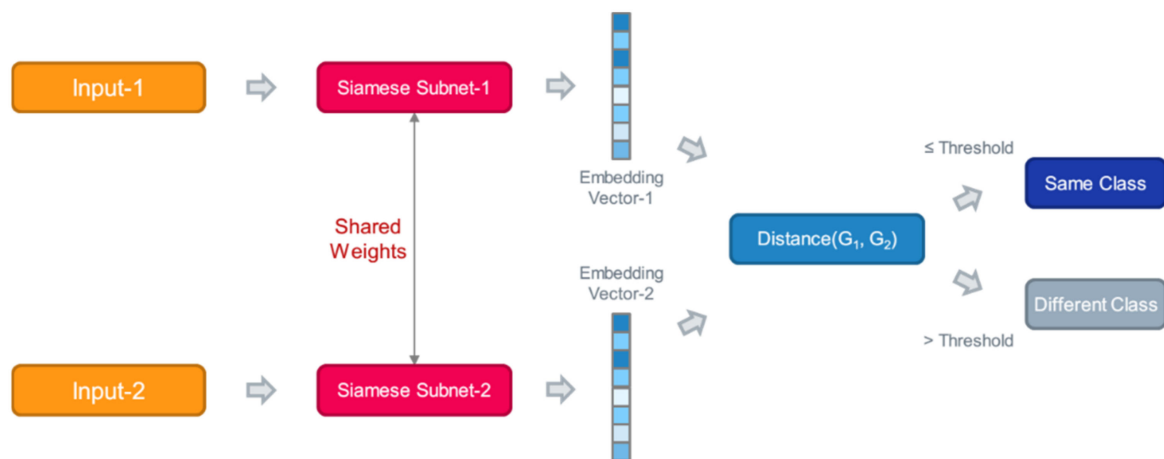 Input-1
Siamese Subnet-1
Embedding
Vector-1
Shared
Weights
Input-2
Siamese Subnet-2
Embedding
Vector-2
Distance(G₁, G₂)
≤ Threshold
Same Class
Different Class
> Threshold